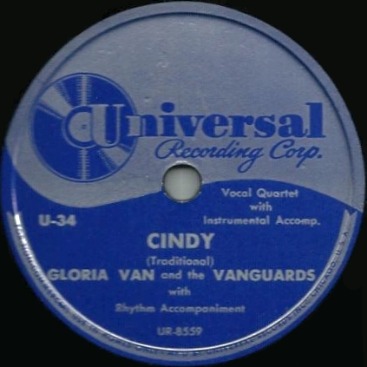 Universal
Recording Corp.
Vocal Quartet
with
Instrumental Accomp.
U-34
CINDY
(Traditional)
GLORIA VAN and the VANGUARDS
with
Rhythm Accompaniment
UR-8559